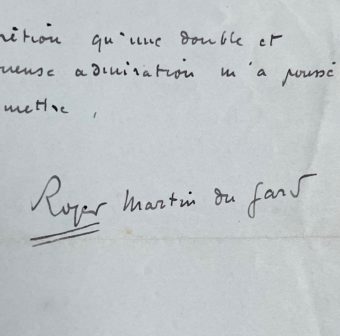 qu'une double et
admiration m'a poussé
mettre,
Roger Martin du Gard